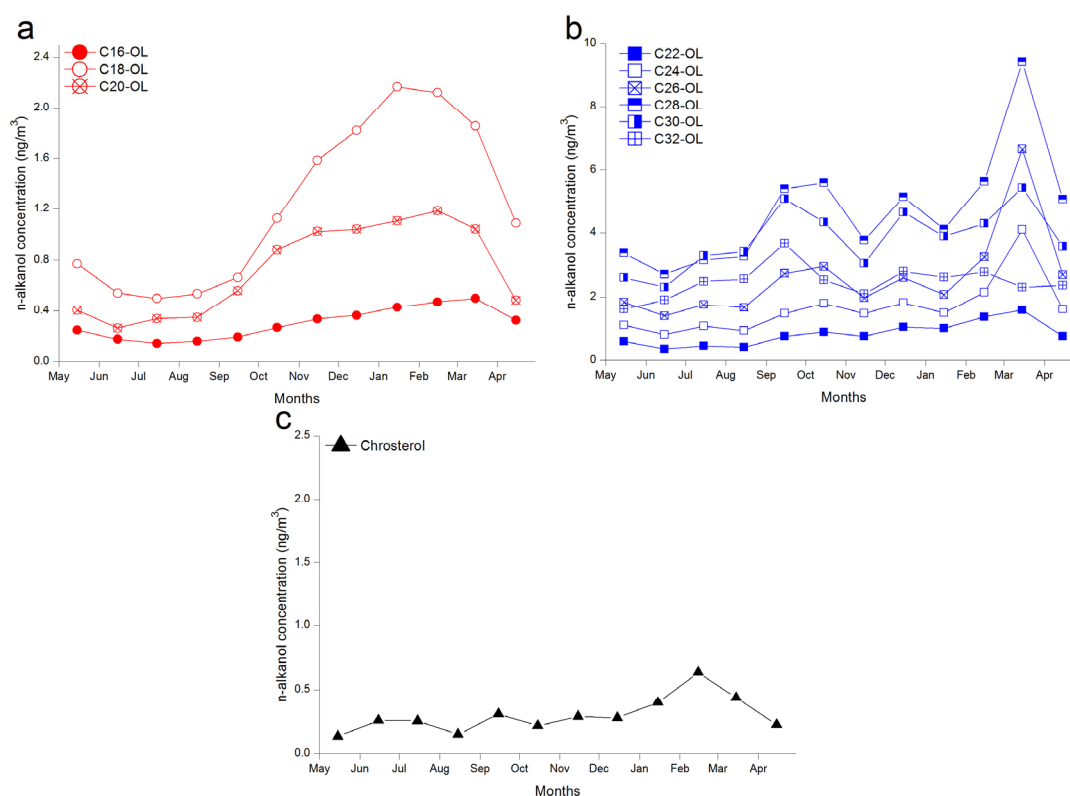 a
C16-OL
C18-OL
C20-OL
n-alkanol concentration (ng/m³)
2.4
2.0
1.6
1.2
0.8
0.4
0.0
May Jun Jul Aug Sep Oct Nov Dec Jan Feb Mar Apr
Months
b
C22-OL
C24-OL
C26-OL
C28-OL
C30-OL
C32-OL
n-alkanol concentration (ng/m³)
10
8
6
4
2
0
May Jun Jul Aug Sep Oct Nov Dec Jan Feb Mar Apr
Months
c
Chrosterol
n-alkanol concentration (ng/m³)
2.5
2.0
1.5
1.0
0.5
0.0
May Jun Jul Aug Sep Oct Nov Dec Jan Feb Mar Apr
Months